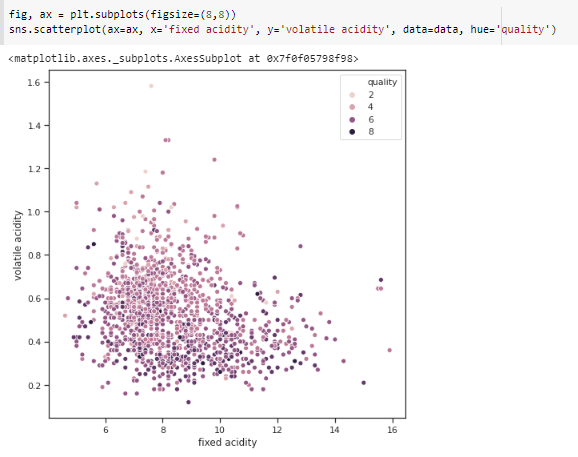 fig, ax = plt.subplots(figsize=(8,8))
sns.scatterplot(ax=ax, x='fixed acidity', y='volatile acidity', data=data, hue='quality')
<matplotlib.axes._subplots.AxesSubplot at 0x7f0f05798f98>
quality
2
4
6
8
1.6
1.4
1.2
1.0
0.8
0.6
0.4
0.2
volatile acidity
6 8 10 12 14 16
fixed acidity